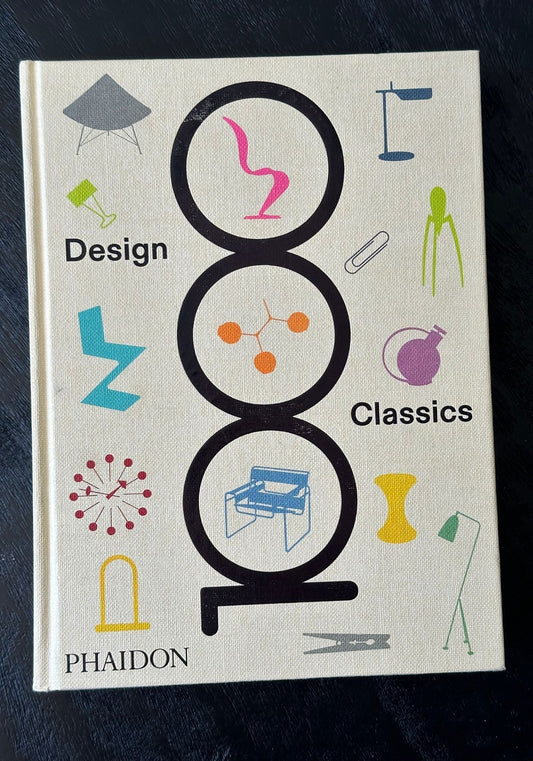 1000
Design
Classics
PHAIDON